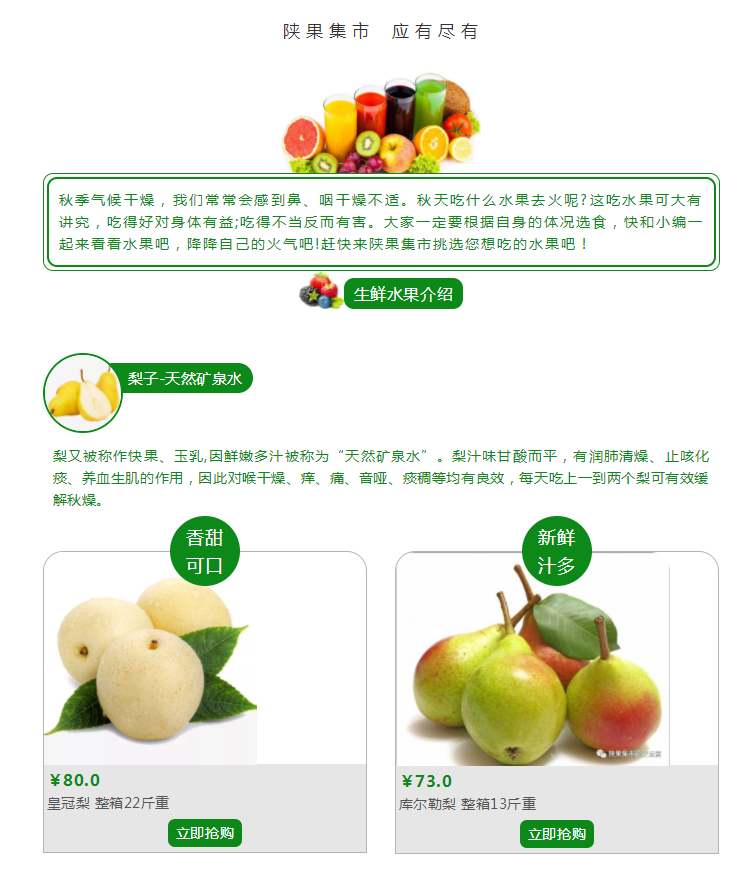 陕果集市 应有尽有
秋季气候干燥，我们常常会感到鼻、咽干燥不适。秋天吃什么水果去火呢?这吃水果可大有
讲究，吃得好对身体有益;吃得不当反而有害。大家一定要根据自身的体况选食，快和小编一
起来看看水果吧，降降自己的火气吧!赶快来陕果集市挑选您想吃的水果吧！
生鲜水果介绍
梨子-天然矿泉水
梨又被称作快果、玉乳,因鲜嫩多汁被称为“天然矿泉水”。梨汁味甘酸而平，有润肺清燥、止咳化
痰、养血生肌的作用，因此对喉干燥、痒、痛、音哑、痰稠等均有良效，每天吃上一到两个梨可有效缓
解秋燥。
香甜
可口
新鲜
汁多
￥80.0
皇冠梨 整箱22斤重
立即抢购
￥73.0
库尔勒梨 整箱13斤重
立即抢购